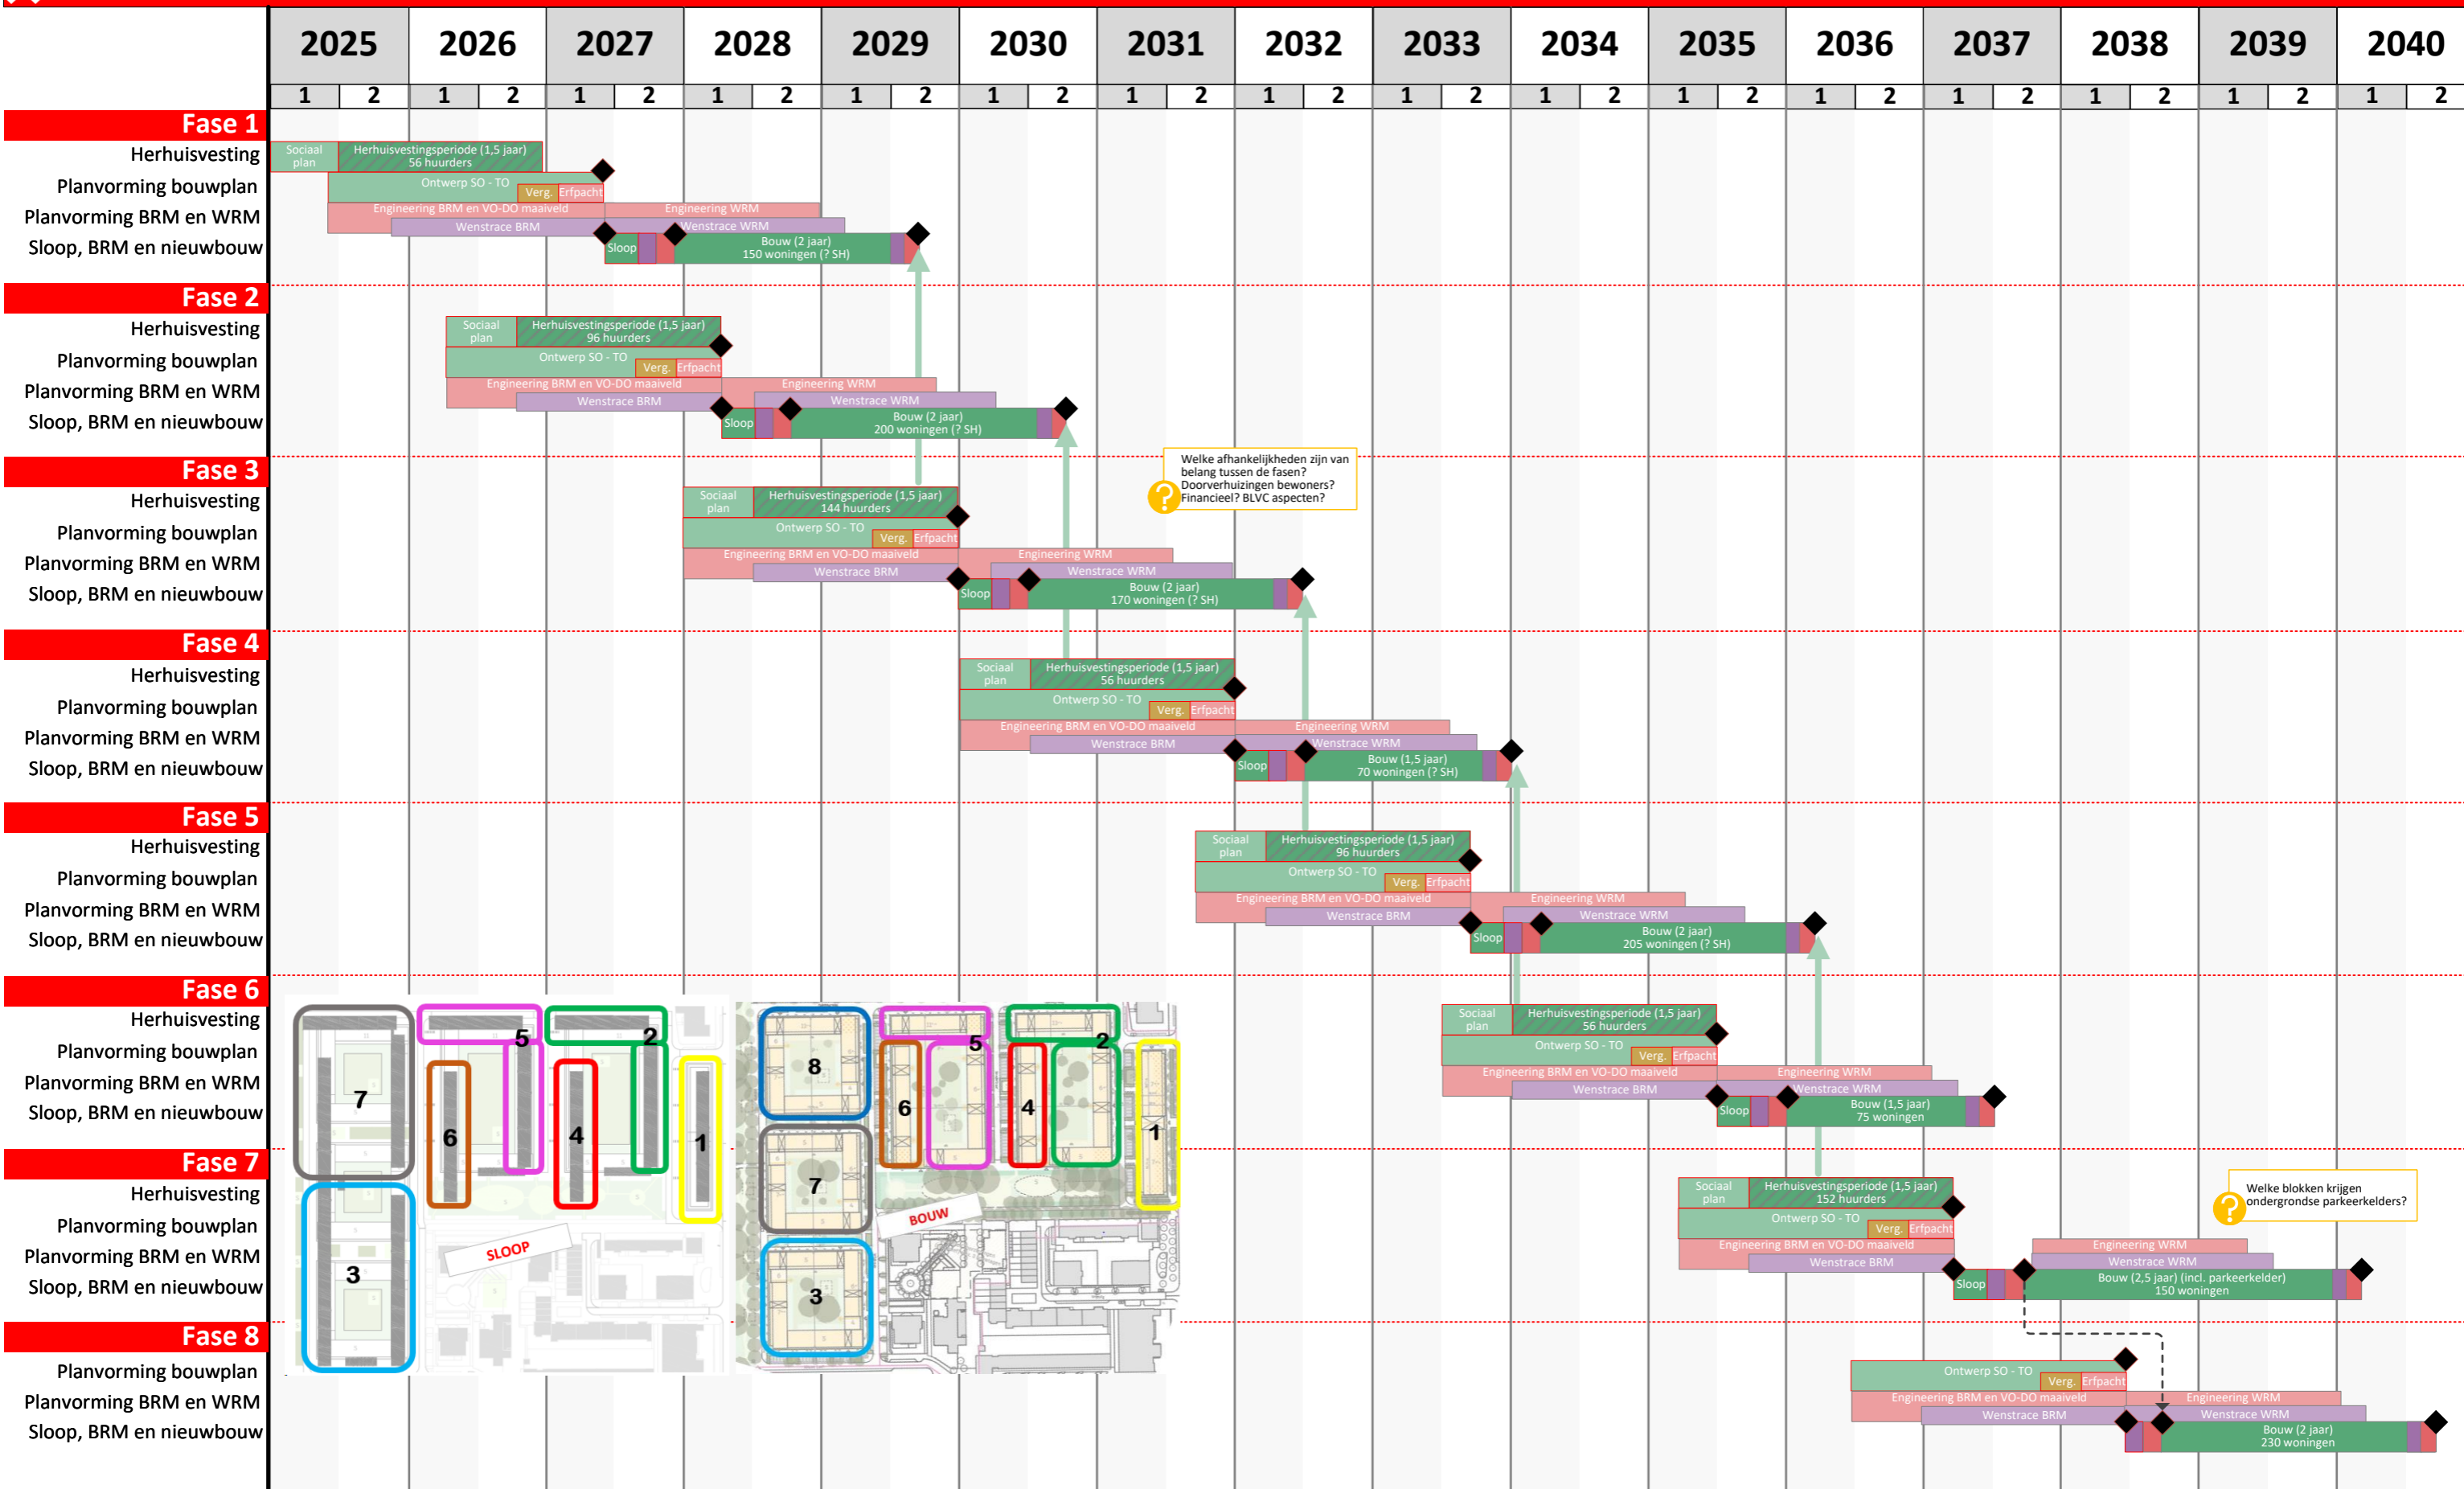 2025 2026 2027 2028 2029 2030 2031 2032 2033 2034 2035 2036 2037 2038 2039 2040
1 2 1 2 1 2 1 2 1 2 1 2 1 2 1 2 1 2 1 2 1 2 1 2 1 2 1 2 1 2 1 2
Fase 1
Herhuisvesting
Sociaal
plan
Herhuisvestingsperiode (1,5 jaar)
56 huurders
Planvorming bouwplan
Ontwerp SO - TO
Verg. Erfpacht
Planvorming BRM en WRM
Engineering BRM en VO-DO maaiveld
Engineering WRM
Wenstrace BRM
Wenstrace WRM
Sloop, BRM en nieuwbouw
Sloop
Bouw (2 jaar)
150 woningen (? SH)
Fase 2
Herhuisvesting
Sociaal
plan
Herhuisvestingsperiode (1,5 jaar)
96 huurders
Planvorming bouwplan
Ontwerp SO - TO
Verg. Erfpacht
Planvorming BRM en WRM
Engineering BRM en VO-DO maaiveld
Engineering WRM
Wenstrace BRM
Wenstrace WRM
Sloop, BRM en nieuwbouw
Sloop
Bouw (2 jaar)
200 woningen (? SH)
Fase 3
Welke afhankelijkheden zijn van
belang tussen de fasen?
Doorverhuizingen bewoners?
?
Financieel? BLVC aspecten?
Herhuisvesting
Sociaal
plan
Herhuisvestingsperiode (1,5 jaar)
144 huurders
Planvorming bouwplan
Ontwerp SO - TO
Verg. Erfpacht
Planvorming BRM en WRM
Engineering BRM en VO-DO maaiveld
Engineering WRM
Wenstrace BRM
Wenstrace WRM
Sloop, BRM en nieuwbouw
Sloop
Bouw (2 jaar)
170 woningen (? SH)
Fase 4
Herhuisvesting
Sociaal
plan
Herhuisvestingsperiode (1,5 jaar)
56 huurders
Planvorming bouwplan
Ontwerp SO - TO
Verg. Erfpacht
Planvorming BRM en WRM
Engineering BRM en VO-DO maaiveld
Engineering WRM
Wenstrace BRM
Wenstrace WRM
Sloop, BRM en nieuwbouw
Sloop
Bouw (1,5 jaar)
70 woningen (? SH)
Fase 5
Herhuisvesting
Sociaal
plan
Herhuisvestingsperiode (1,5 jaar)
96 huurders
Planvorming bouwplan
Ontwerp SO - TO
Verg. Erfpacht
Planvorming BRM en WRM
Engineering BRM en VO-DO maaiveld
Engineering WRM
Wenstrace BRM
Wenstrace WRM
Sloop, BRM en nieuwbouw
Sloop
Bouw (2 jaar)
205 woningen (? SH)
Fase 6
Herhuisvesting
Sociaal
plan
Herhuisvestingsperiode (1,5 jaar)
56 huurders
Planvorming bouwplan
Ontwerp SO - TO
Verg. Erfpacht
Planvorming BRM en WRM
Engineering BRM en VO-DO maaiveld
Engineering WRM
Wenstrace BRM
Wenstrace WRM
Sloop, BRM en nieuwbouw
Sloop
Bouw (1,5 jaar)
75 woningen
5 2
7 6 4 1
3
SLOOP
5 2
8 6 4 1
7
3
BOUW
Fase 7
Herhuisvesting
Sociaal
plan
Herhuisvestingsperiode (1,5 jaar)
152 huurders
Welke blokken krijgen
?
ondergrondse parkeerkelders?
Planvorming bouwplan
Ontwerp SO - TO
Verg. Erfpacht
Planvorming BRM en WRM
Engineering BRM en VO-DO maaiveld
Engineering WRM
Wenstrace BRM
Wenstrace WRM
Sloop, BRM en nieuwbouw
Sloop
Bouw (2,5 jaar) (incl. parkeerkelder)
150 woningen
Fase 8
Planvorming bouwplan
Ontwerp SO - TO
Verg. Erfpacht
Planvorming BRM en WRM
Engineering BRM en VO-DO maaiveld
Engineering WRM
Wenstrace BRM
Wenstrace WRM
Sloop, BRM en nieuwbouw
Bouw (2 jaar)
230 woningen